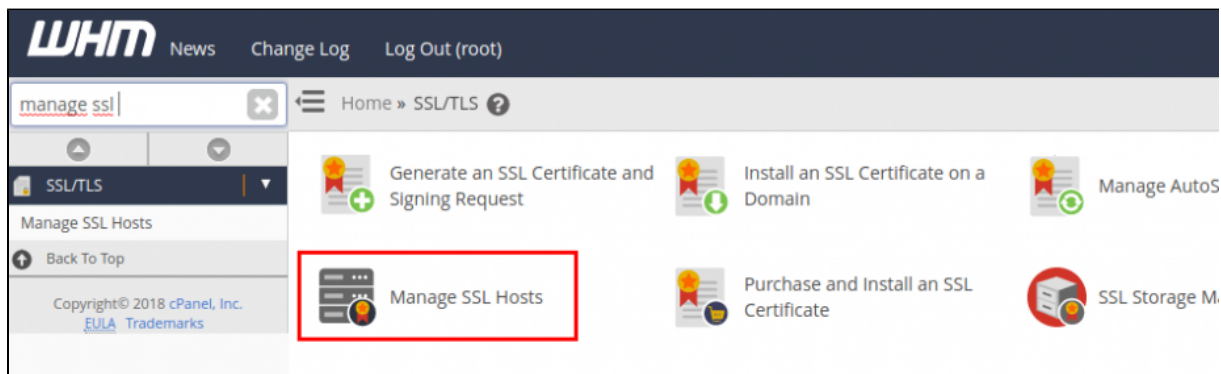 WHM News Change Log Log Out (root)
manage ssl
Home » SSL/TLS
SSL/TLS
Manage SSL Hosts
Back To Top
Copyright© 2018 cPanel, Inc.
EULA Trademarks
Generate an SSL Certificate and
Signing Request
Install an SSL Certificate on a
Domain
Manage AutoS
Manage SSL Hosts
Purchase and Install an SSL
Certificate
SSL Storage Ma